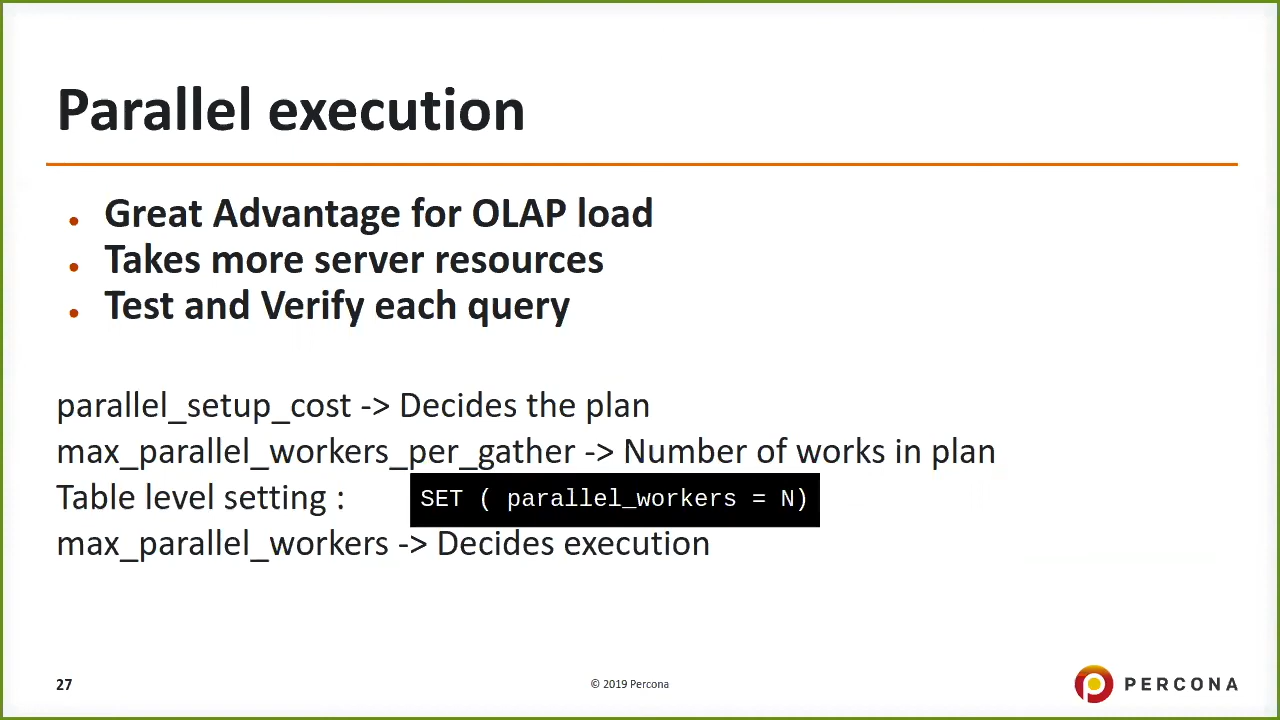 Parallel execution
• Great Advantage for OLAP load
• Takes more server resources
• Test and Verify each query
parallel_setup_cost -> Decides the plan
max_parallel_workers_per_gather -> Number of works in plan
Table level setting : SET ( parallel_workers = N)
max_parallel_workers -> Decides execution
27 © 2019 Percona PERCONA